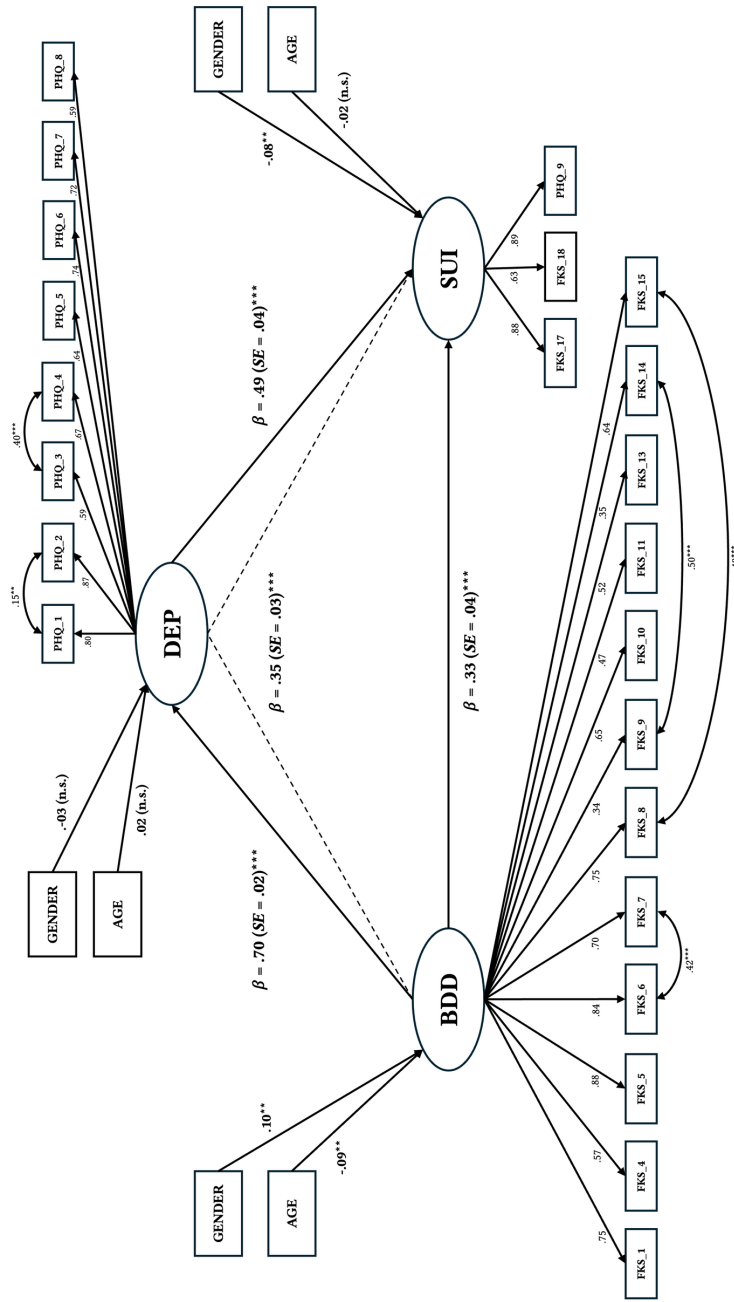 .15**
.40***
PHQ_1
PHQ_2
PHQ_3
PHQ_4
PHQ_5
PHQ_6
PHQ_7
PHQ_8
.80
.87
.59
.67
.64
.74
.72
.59
GENDER
.-03 (n.s.)
AGE
.02 (n.s.)
DEP
GENDER
.10**
AGE
-.09**
GENDER
-.08**
AGE
-.02 (n.s.)
β = .70 (SE = .02)***
β = .49 (SE = .04)***
β = .35 (SE = .03)***
BDD
β = .33 (SE = .04)***
SUI
.88
.63
.89
FKS_17
FKS_18
PHQ_9
.75
.57
.88
.84
.70
.75
.34
.65
.47
.52
.35
.64
FKS_1
FKS_4
FKS_5
FKS_6
FKS_7
FKS_8
FKS_9
FKS_10
FKS_11
FKS_13
FKS_14
FKS_15
.42***
.50***